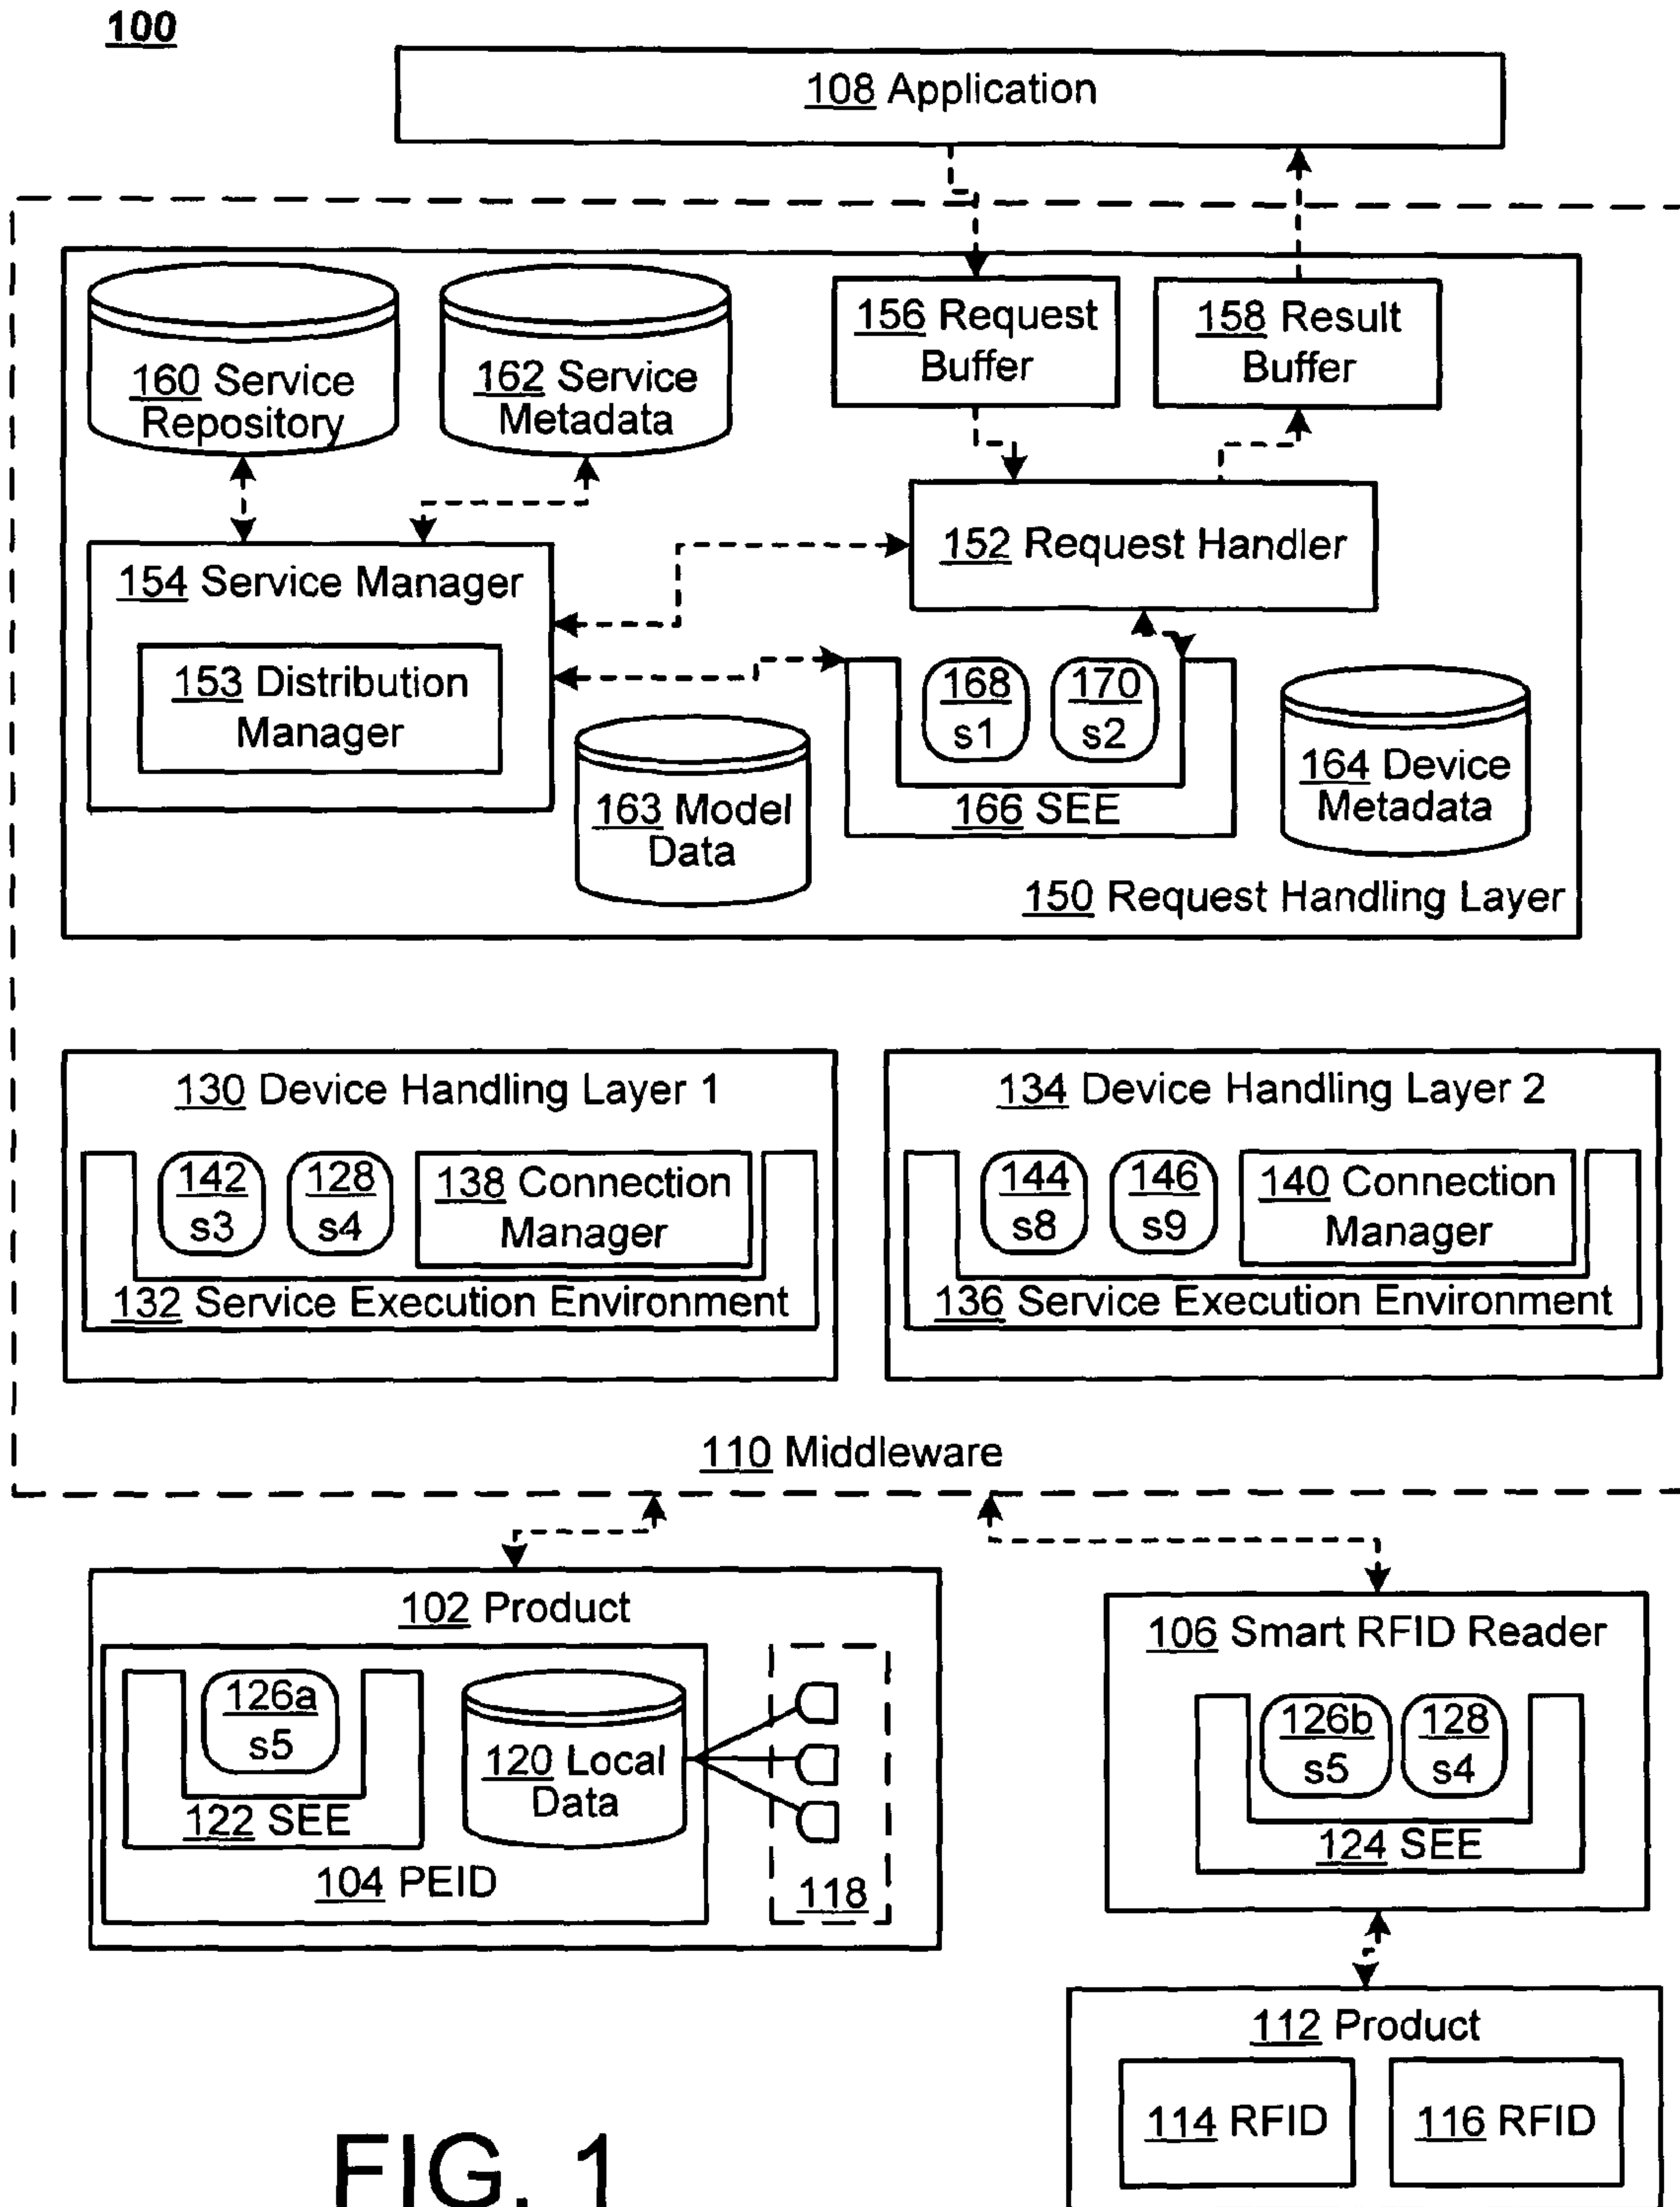 100
108 Application
156 Request
Buffer
158 Result
Buffer
160 Service
Repository
162 Service
Metadata
152 Request Handler
154 Service Manager
153 Distribution
Manager
168
s1
170
s2
166 SEE
163 Model
Data
164 Device
Metadata
150 Request Handling Layer
130 Device Handling Layer 1
142
s3
128
s4
138 Connection
Manager
132 Service Execution Environment
134 Device Handling Layer 2
144
s8
146
s9
140 Connection
Manager
136 Service Execution Environment
110 Middleware
102 Product
126a
s5
122 SEE
120 Local
Data
104 PEID
118
106 Smart RFID Reader
126b
s5
128
s4
124 SEE
112 Product
114 RFID
116 RFID
FIG. 1